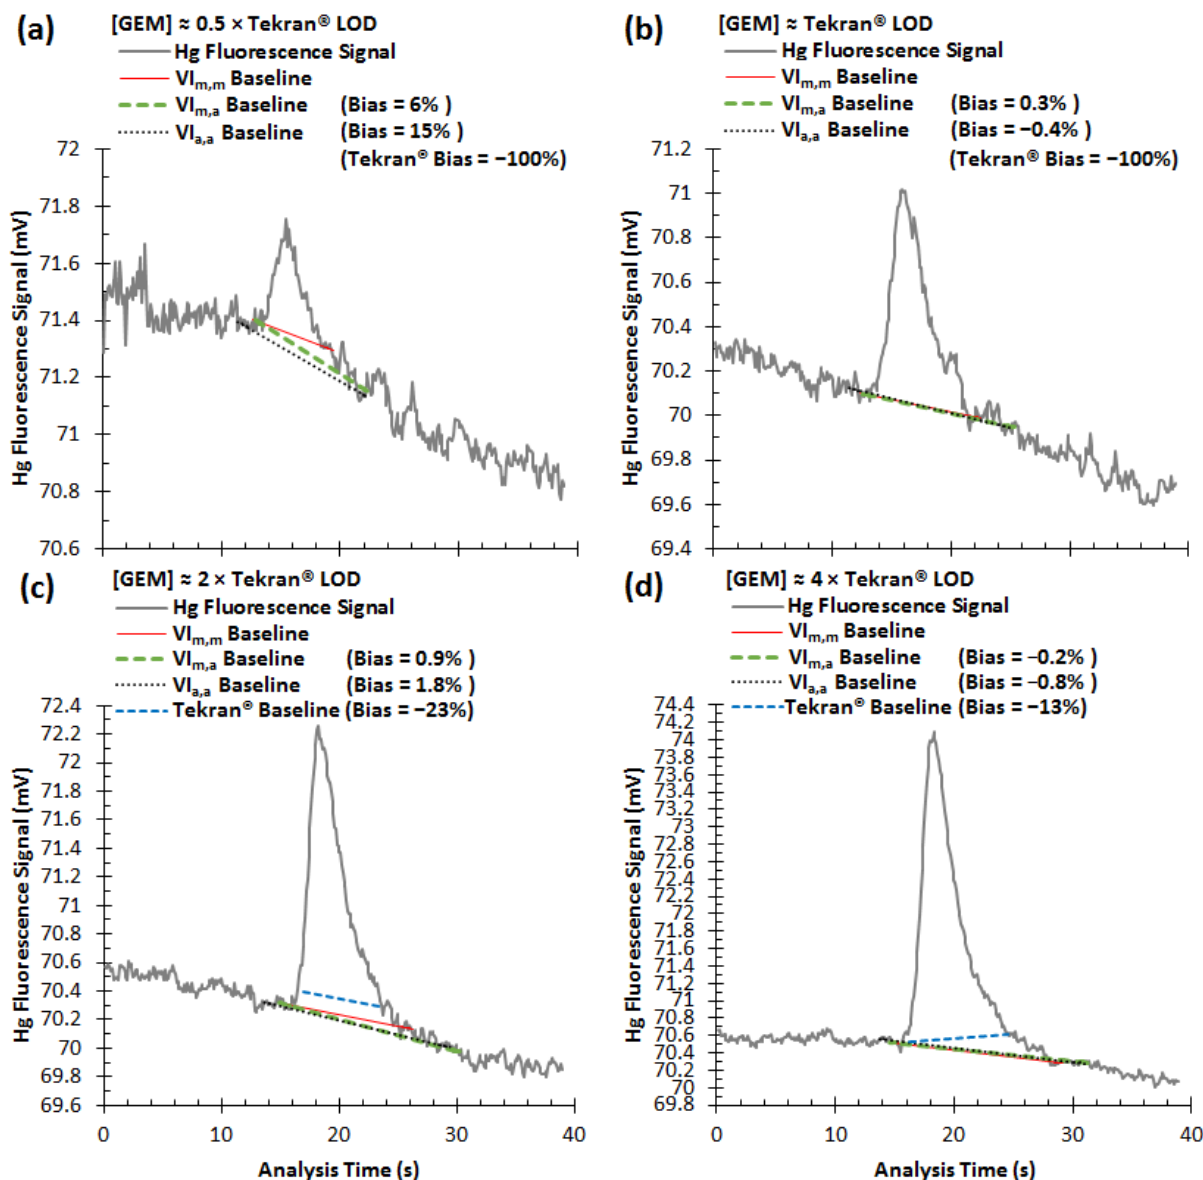 (a)
[GEM] ≈ 0.5 × Tekran® LOD
Hg Fluorescence Signal
VIm,m Baseline
VIm,a Baseline (Bias = 6% )
VIa,a Baseline (Bias = 15% )
(Tekran® Bias = −100%)
72
71.8
71.6
71.4
71.2
71
70.8
70.6
Hg Fluorescence Signal (mV)
0 10 20 30 40
(b)
[GEM] ≈ Tekran® LOD
Hg Fluorescence Signal
VIm,m Baseline
VIm,a Baseline (Bias = 0.3% )
VIa,a Baseline (Bias = −0.4% )
(Tekran® Bias = −100%)
71.2
71
70.8
70.6
70.4
70.2
70
69.8
69.6
69.4
Hg Fluorescence Signal (mV)
0 10 20 30 40
(c)
[GEM] ≈ 2 × Tekran® LOD
Hg Fluorescence Signal
VIm,m Baseline
VIm,a Baseline (Bias = 0.9% )
VIa,a Baseline (Bias = 1.8% )
Tekran® Baseline (Bias = −23%)
72.4
72.2
72
71.8
71.6
71.4
71.2
71
70.8
70.6
70.4
70.2
70
69.8
69.6
Hg Fluorescence Signal (mV)
0 10 20 30 40
Analysis Time (s)
(d)
[GEM] ≈ 4 × Tekran® LOD
Hg Fluorescence Signal
VIm,m Baseline
VIm,a Baseline (Bias = −0.2% )
VIa,a Baseline (Bias = −0.8% )
Tekran® Baseline (Bias = −13%)
74.4
74.2
74
73.8
73.6
73.4
73.2
73
72.8
72.6
72.4
72.2
72
71.8
71.6
71.4
71.2
71
70.8
70.6
70.4
70.2
70
69.8
Hg Fluorescence Signal (mV)
0 10 20 30 40
Analysis Time (s)